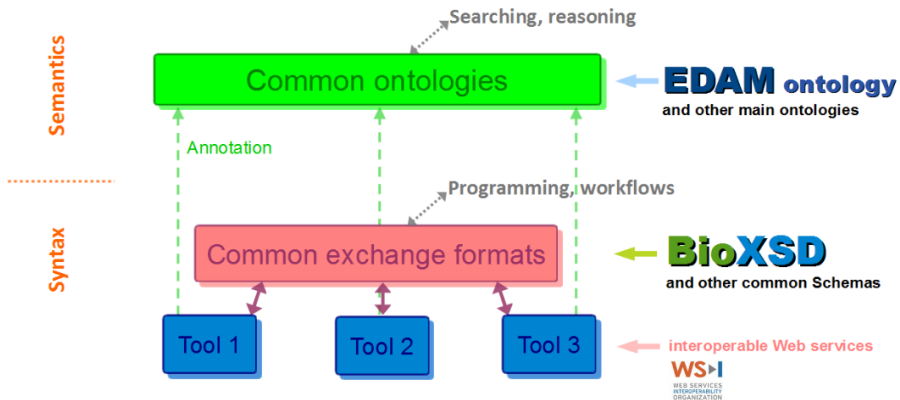 Searching, reasoning
Semantics
Common ontologies
EDAM ontology
and other main ontologies
Annotation
Programming, workflows
Syntax
Common exchange formats
BioXSD
and other common Schemas
Tool 1
Tool 2
Tool 3
interoperable Web services
WS I
WEB SERVICES
INTEROPERABILITY
ORGANIZATION